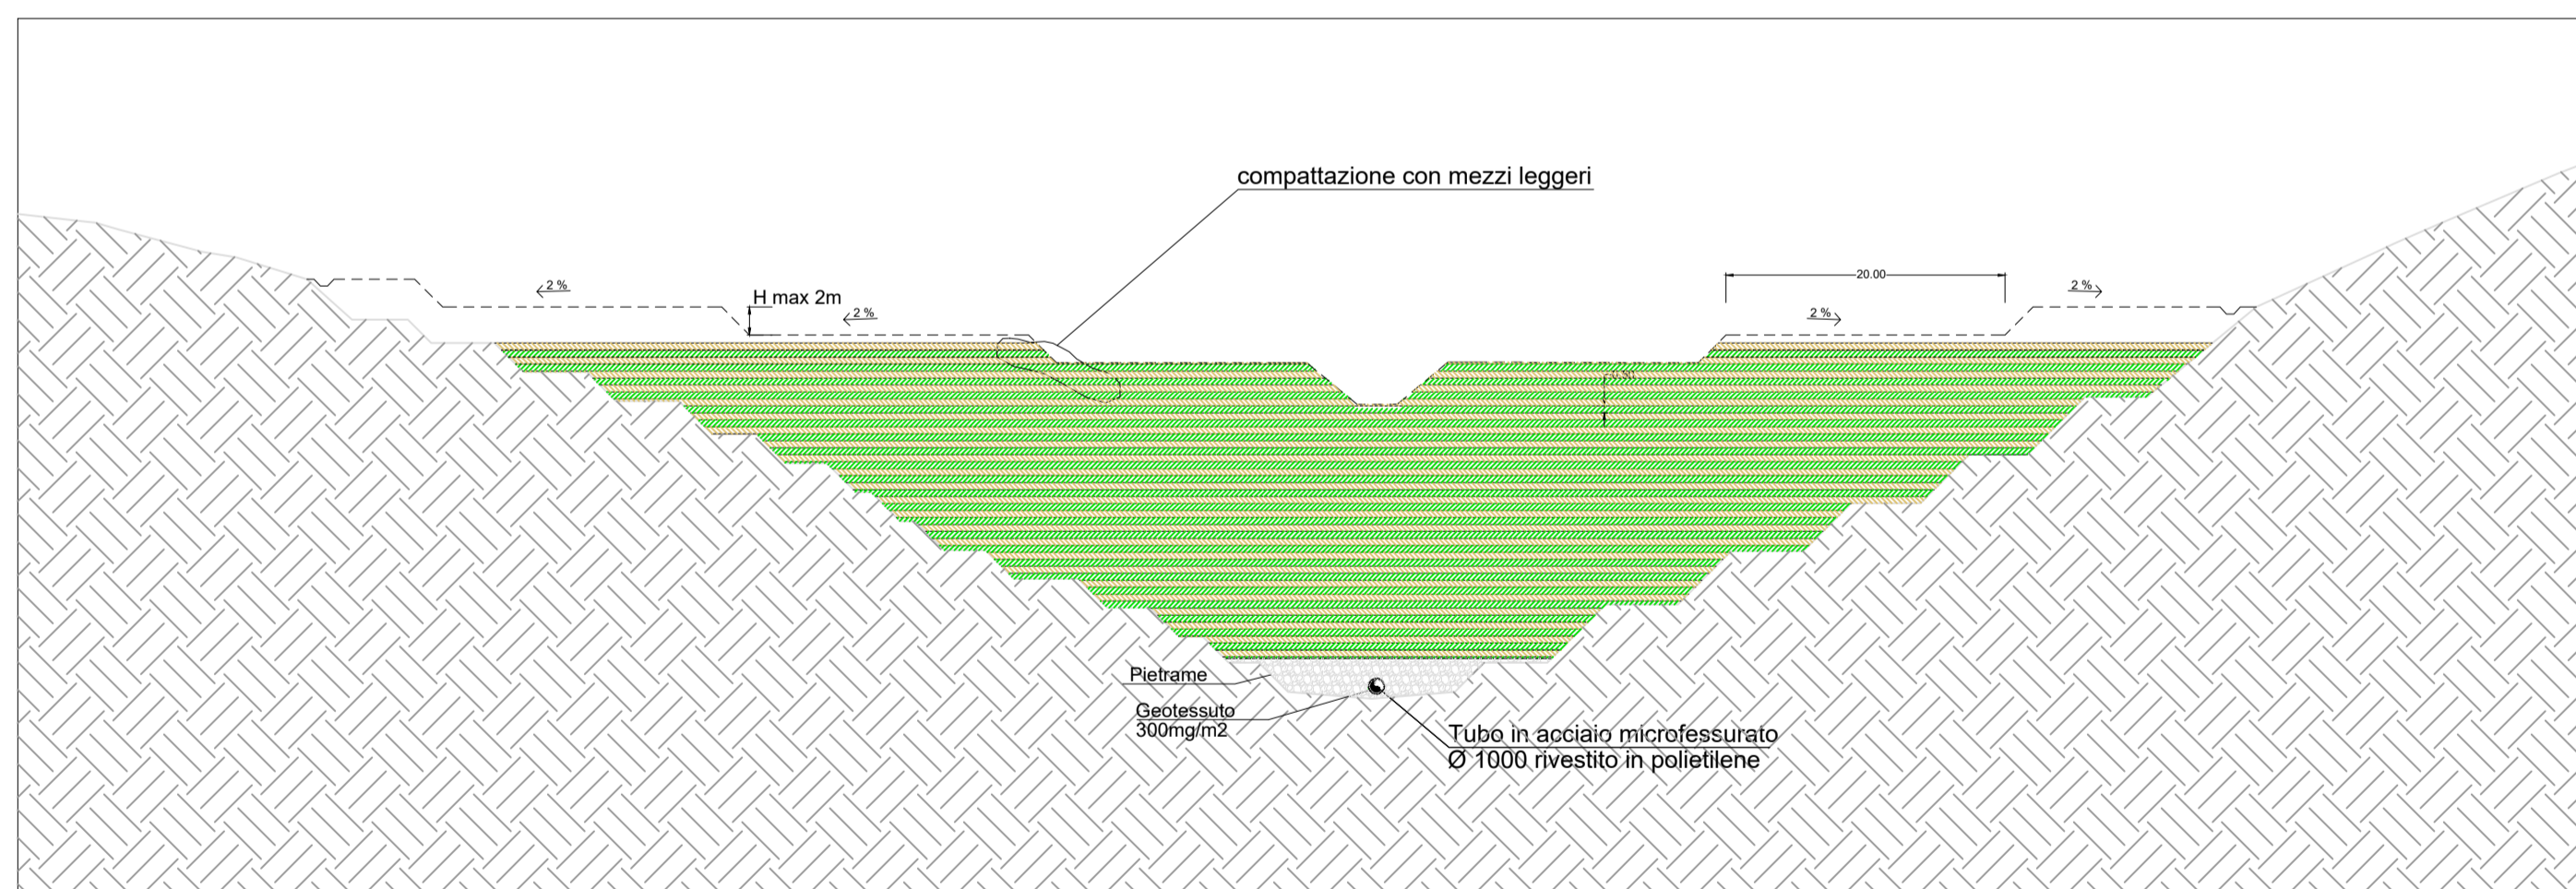 compattazione con mezzi leggeri
2 %
H max 2m
2 %
20.00
2 %
2 %
Pietrame
Geotessuto
300mg/m2
Tubo in acciaio microfessurato
Ø 1000 rivestito in polietilene